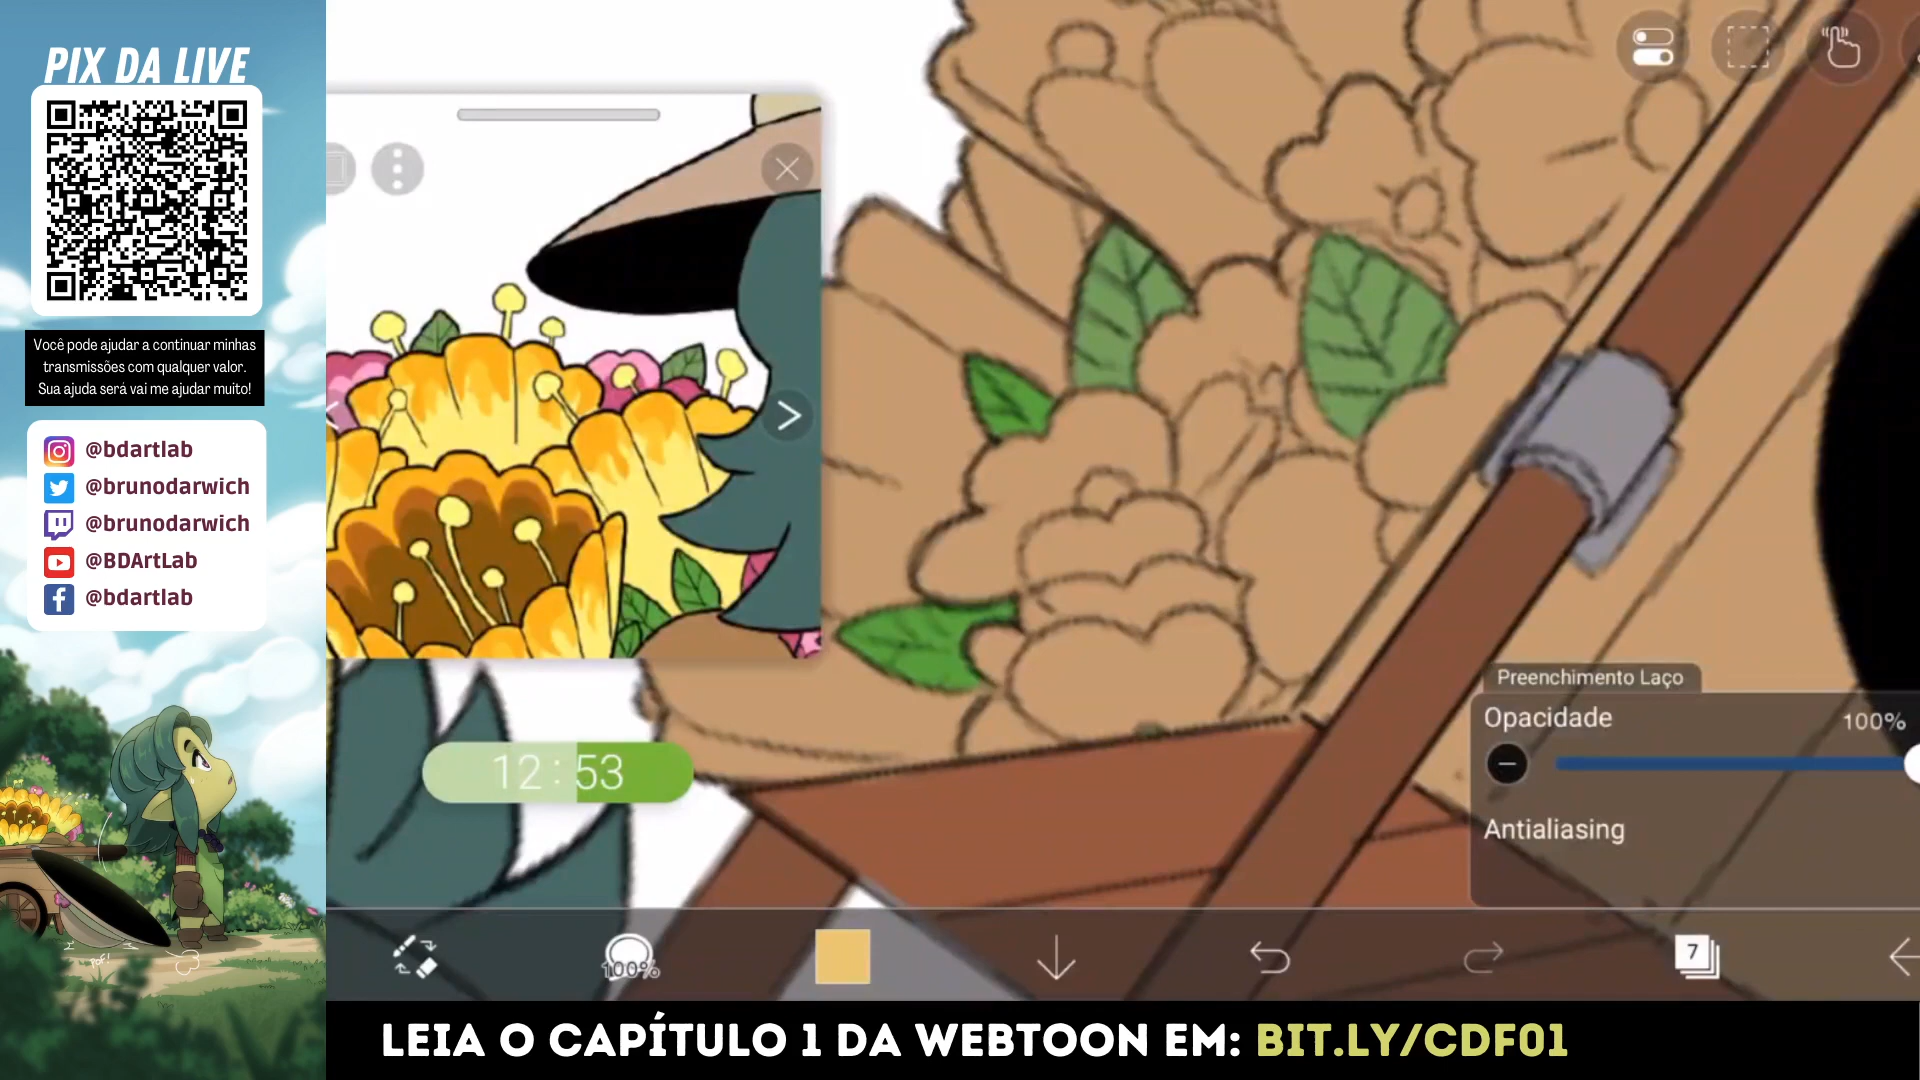 PIX DA LIVE
Você pode ajudar a continuar minhas
transmissões com qualquer valor.
Sua ajuda será vai me ajudar muito!
@bdartlab
@brunodarwich
@brunodarwich
@BDArtLab
@bdartlab
POF!
12:53
Preenchimento Laço
Opacidade 100%
Antialiasing
100%
7
LEIA O CAPÍTULO 1 DA WEBTOON EM: BIT.LY/CDF01